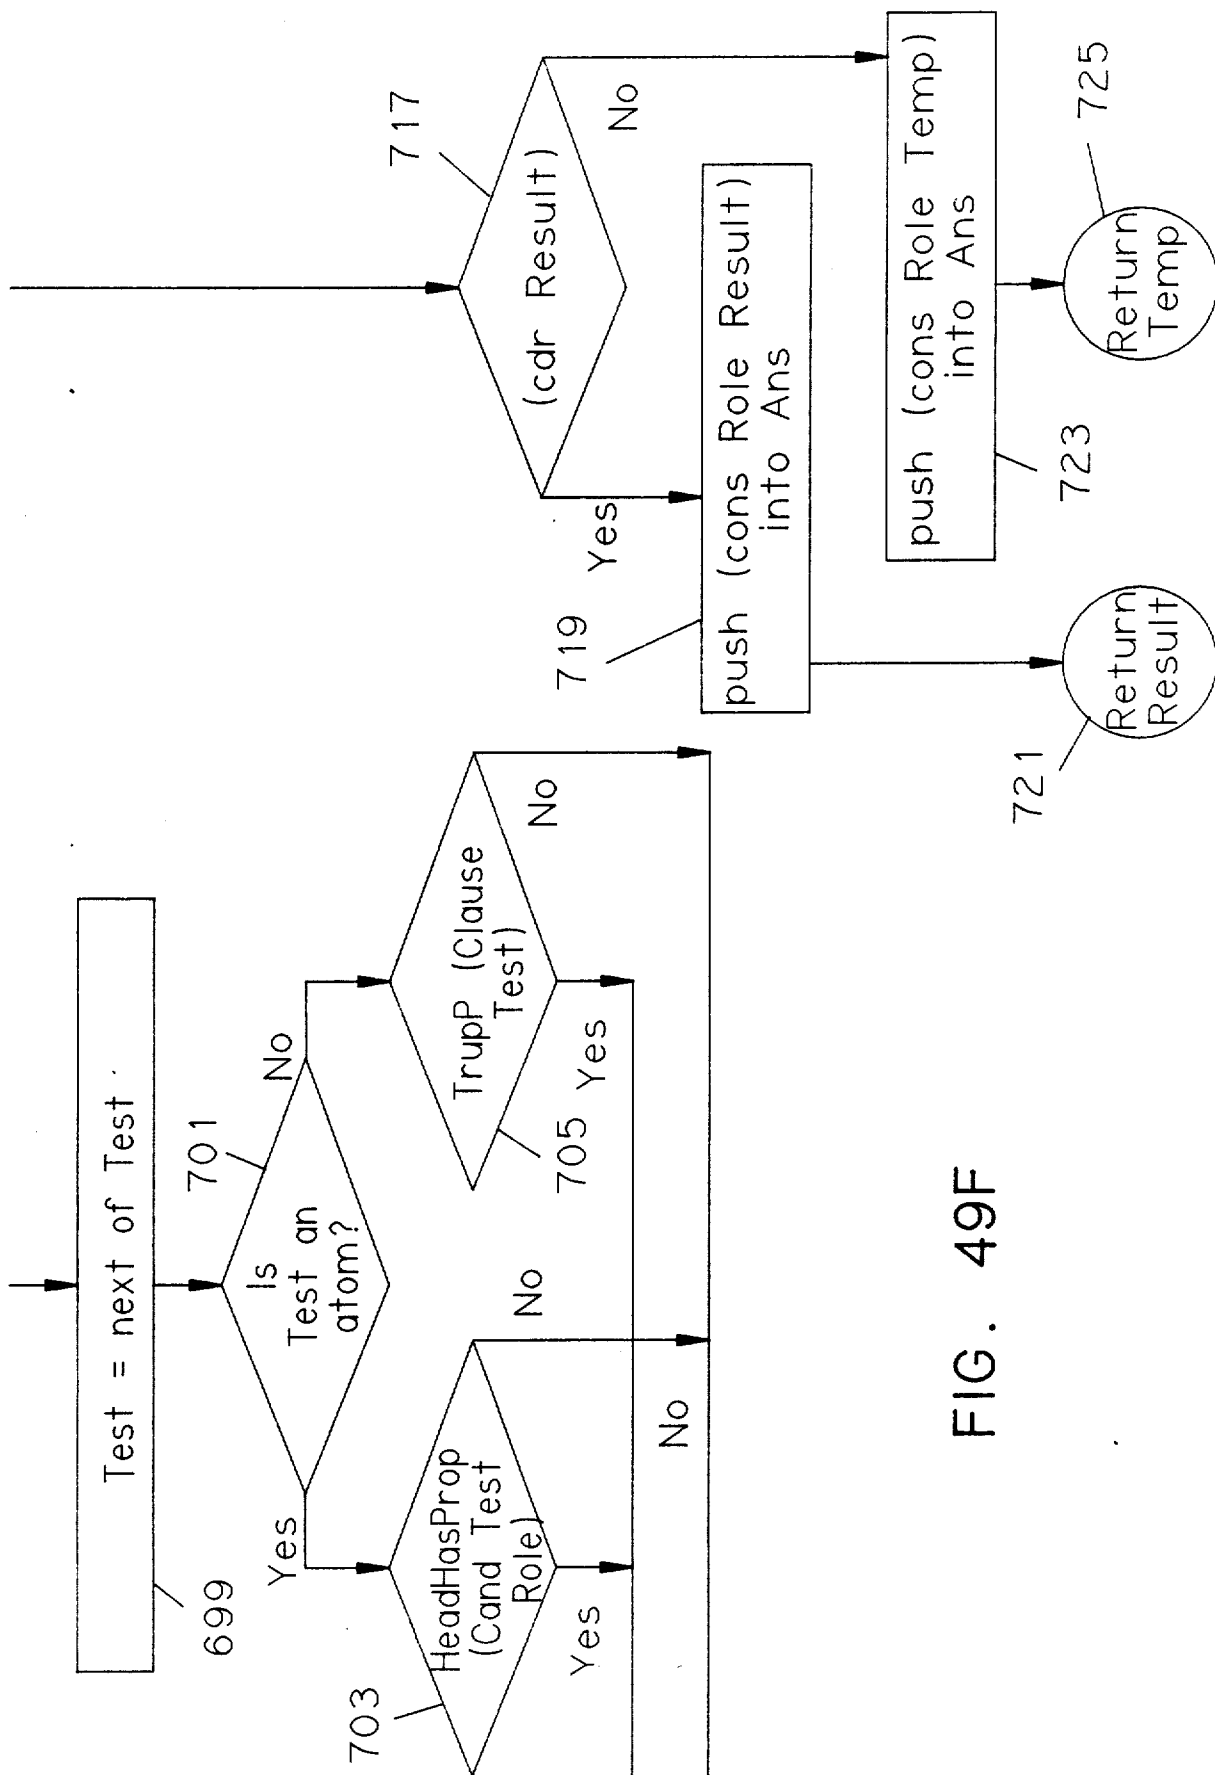 699
Test = next of Test
701
Is
Test an
atom?
Yes
No
703
HeadHasProp
(Cand Test
Role)
Yes
No
705
TrupP (Clause
Test)
Yes
No
No
717
(cdr Result)
Yes
No
719
push (cons Role Result)
into Ans
721
Return
Result
723
push (cons Role Temp)
into Ans
725
Return
Temp
FIG. 49F